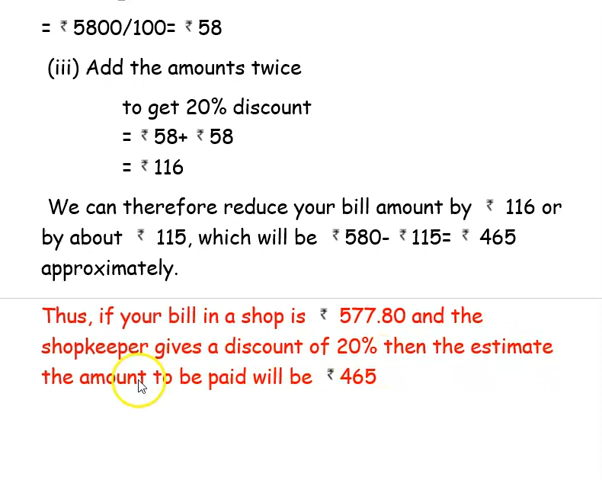 = ₹ 5800/100= ₹ 58
(iii) Add the amounts twice
to get 20% discount
= ₹ 58+ ₹ 58
= ₹ 116
We can therefore reduce your bill amount by ₹ 116 or
by about ₹ 115, which will be ₹ 580- ₹ 115= ₹ 465
approximately.
Thus, if your bill in a shop is ₹ 577.80 and the
shopkeeper gives a discount of 20% then the estimate
the amount to be paid will be ₹ 465